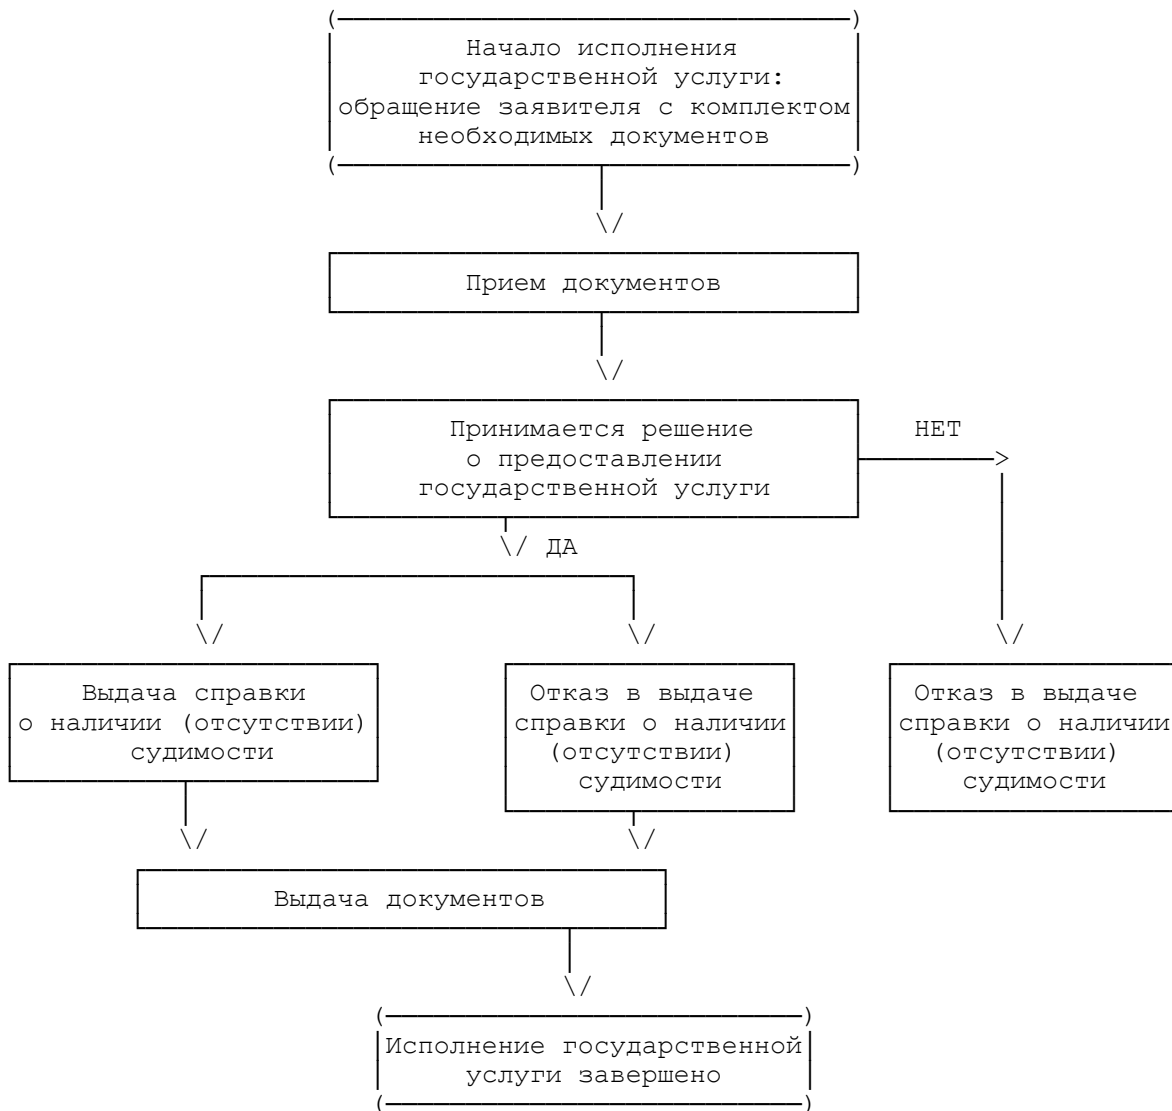 Начало исполнения
государственной услуги:
обращение заявителя с комплектом
необходимых документов
Прием документов
Принимается решение
о предоставлении
государственной услуги
НЕТ
ДА
Выдача справки
о наличии (отсутствии)
судимости
Отказ в выдаче
справки о наличии
(отсутствии)
судимости
Отказ в выдаче
справки о наличии
(отсутствии)
судимости
Выдача документов
Исполнение государственной
услуги завершено